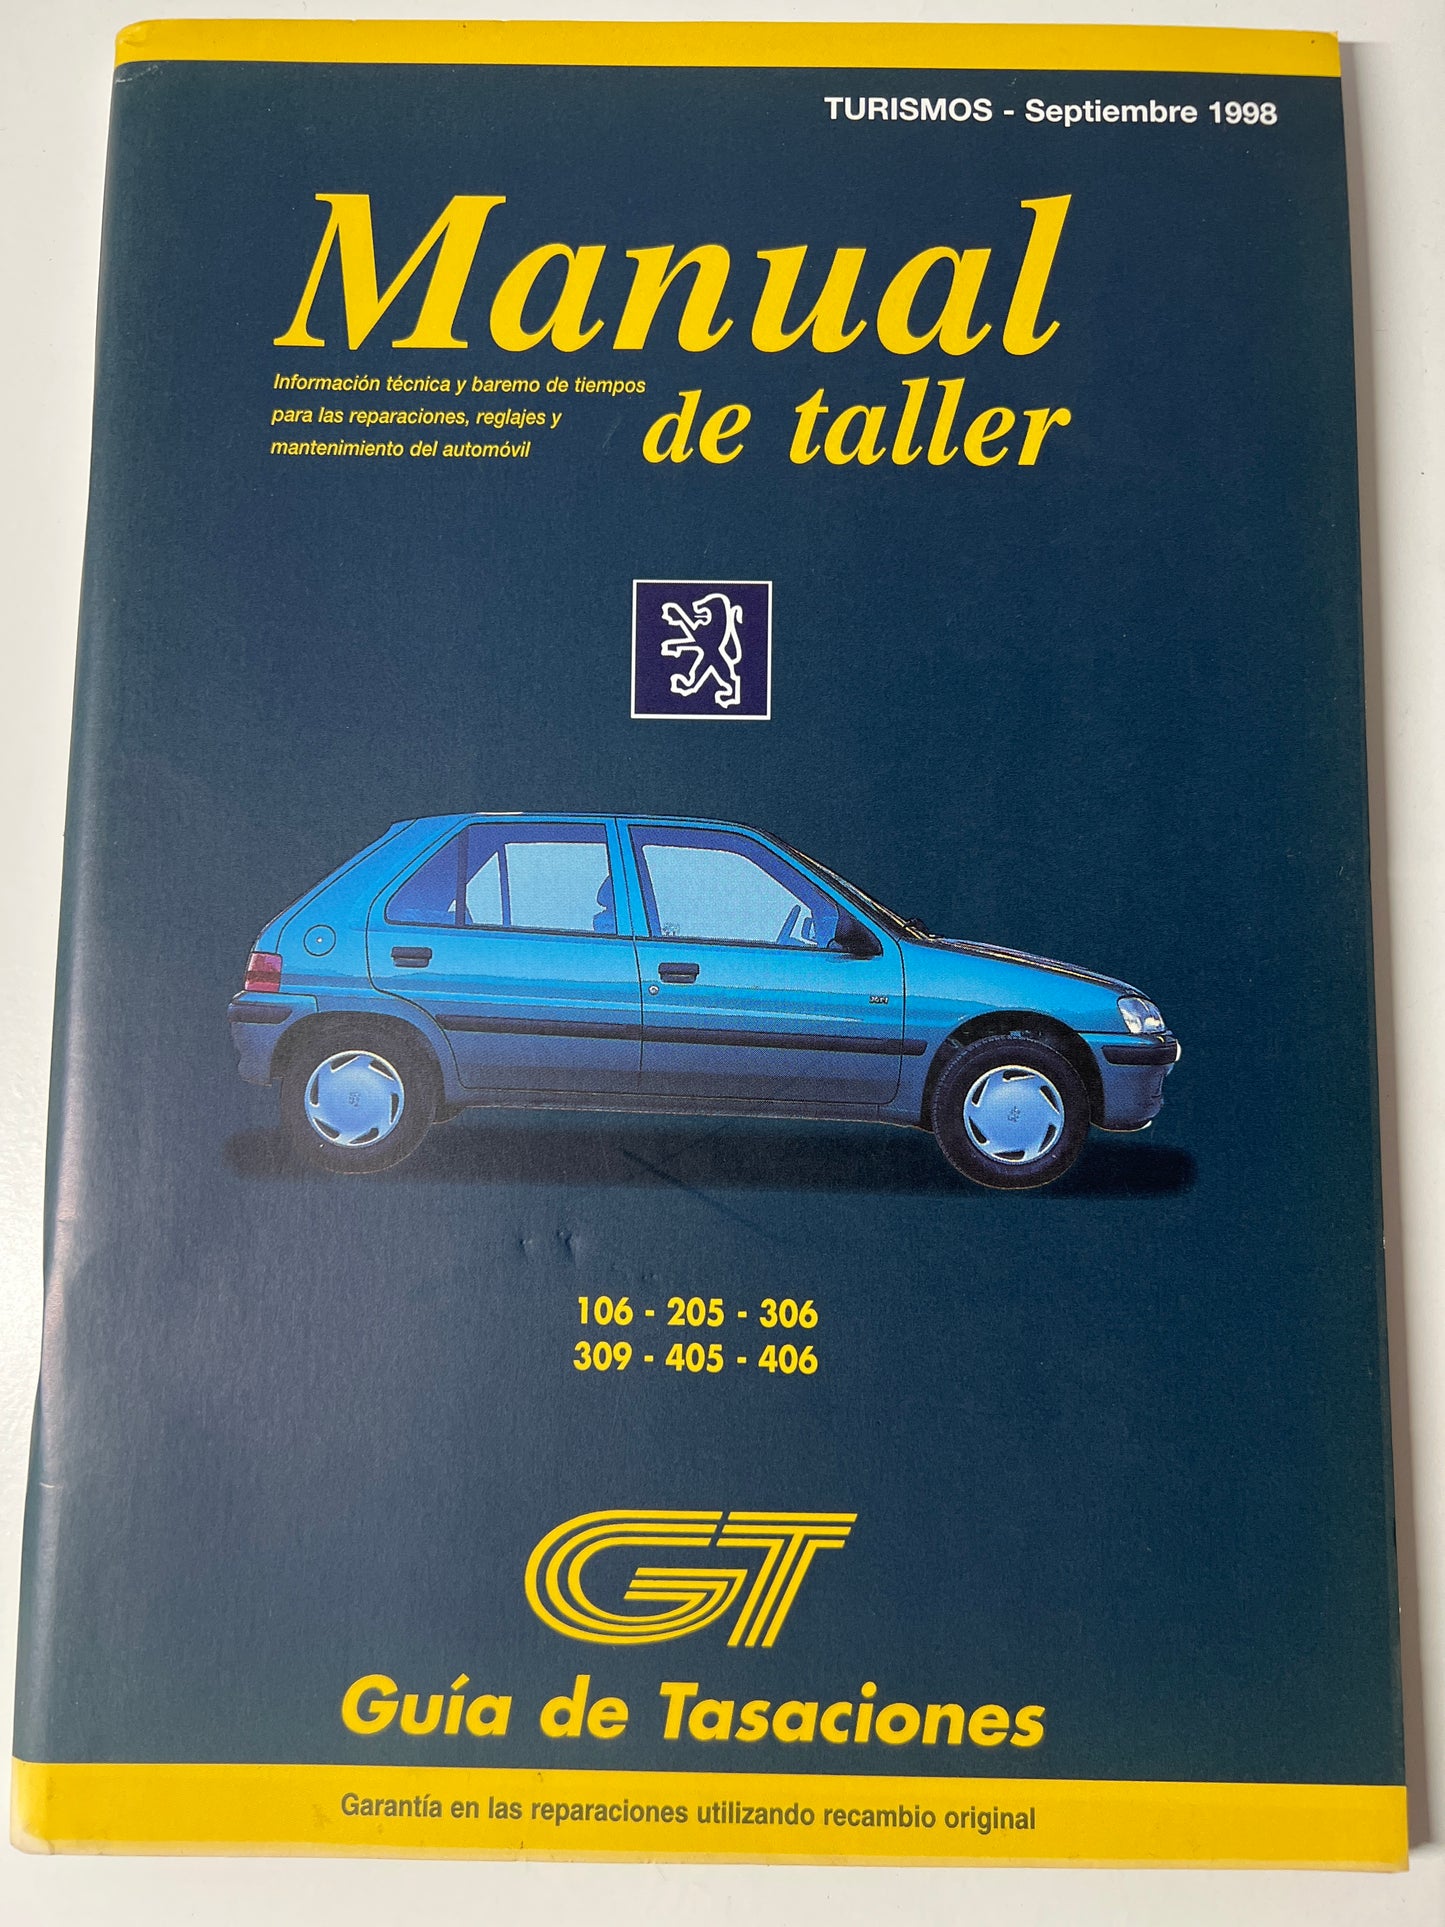 TURISMOS - Septiembre 1998
Manual
de taller
Información técnica y baremo de tiempos
para las reparaciones, reglajes y
mantenimiento del automóvil
106 - 205 - 306
309 - 405 - 406
GT
Guía de Tasaciones
Garantía en las reparaciones utilizando recambio original